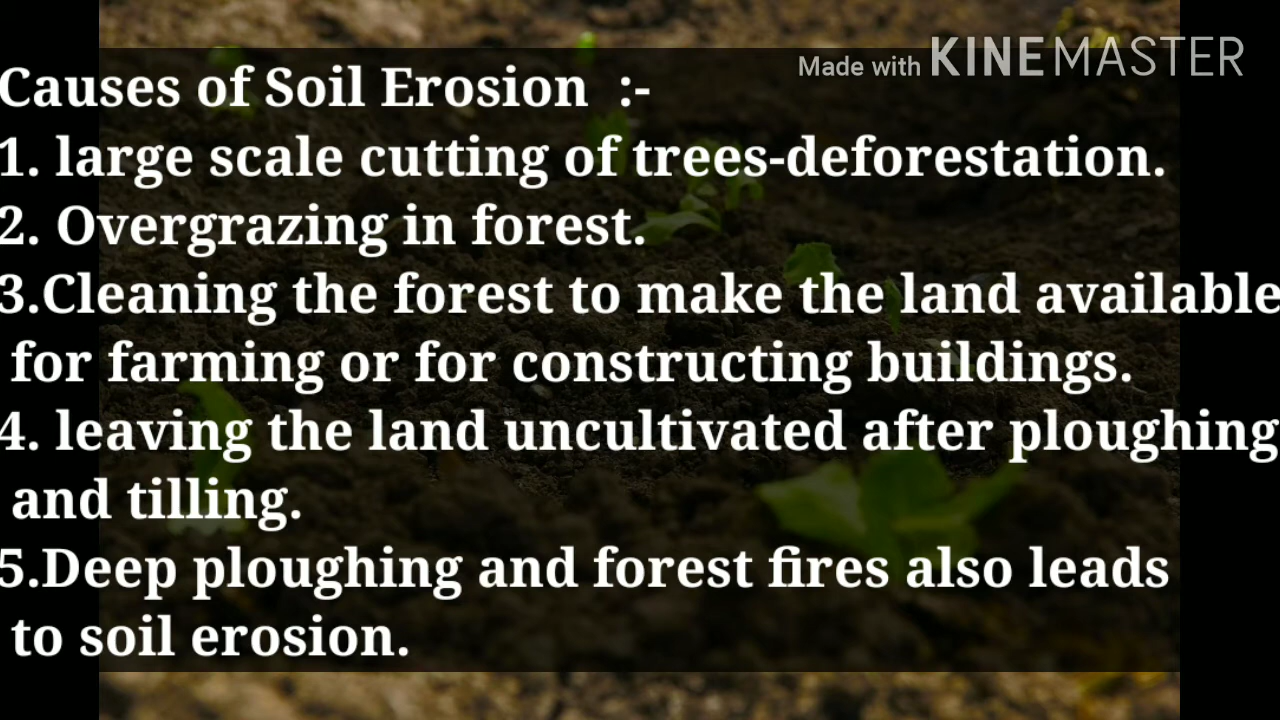 Made with KINEMASTER
Causes of Soil Erosion :-
1. large scale cutting of trees-deforestation.
2. Overgrazing in forest.
3.Cleaning the forest to make the land available
for farming or for constructing buildings.
4. leaving the land uncultivated after ploughing
and tilling.
5.Deep ploughing and forest fires also leads
to soil erosion.